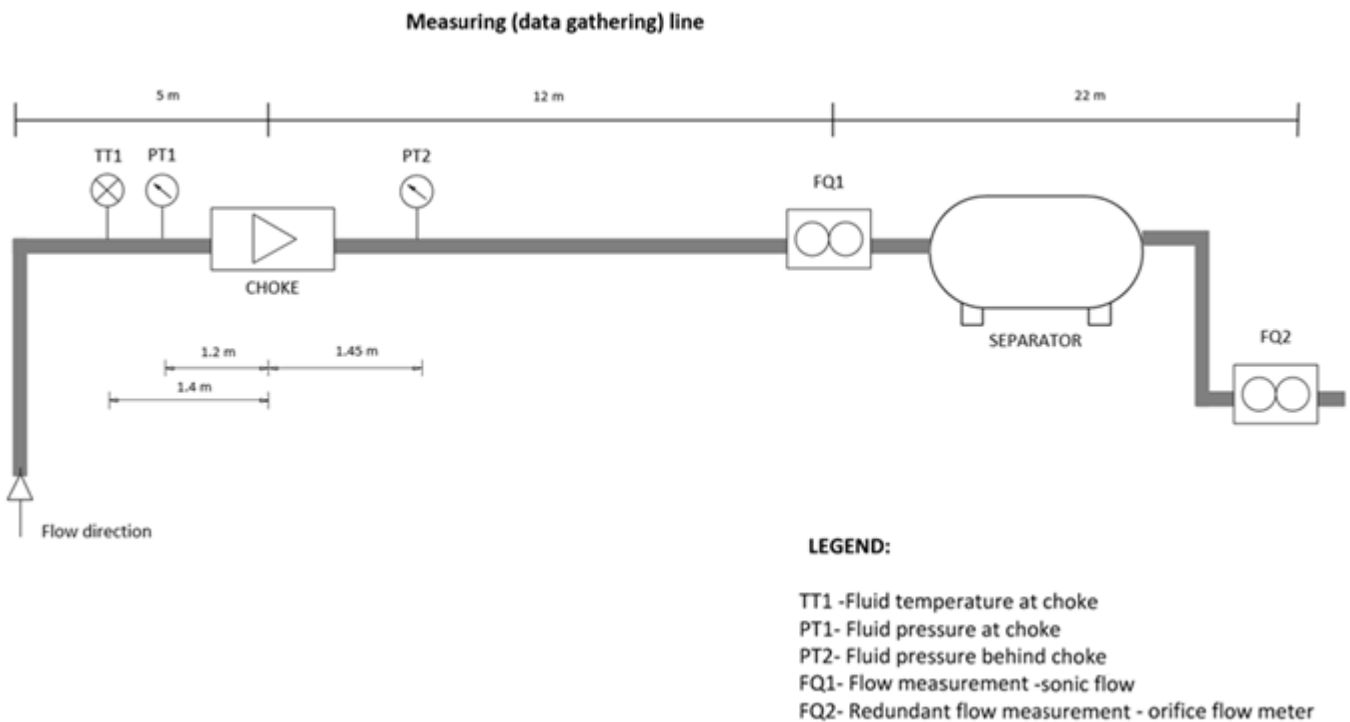 Measuring (data gathering) line
5 m
12 m
22 m
TT1
PT1
PT2
FQ1
CHOKE
SEPARATOR
FQ2
1.2 m
1.45 m
1.4 m
Flow direction
LEGEND:
TT1 -Fluid temperature at choke
PT1- Fluid pressure at choke
PT2- Fluid pressure behind choke
FQ1- Flow measurement -sonic flow
FQ2- Redundant flow measurement - orifice flow meter